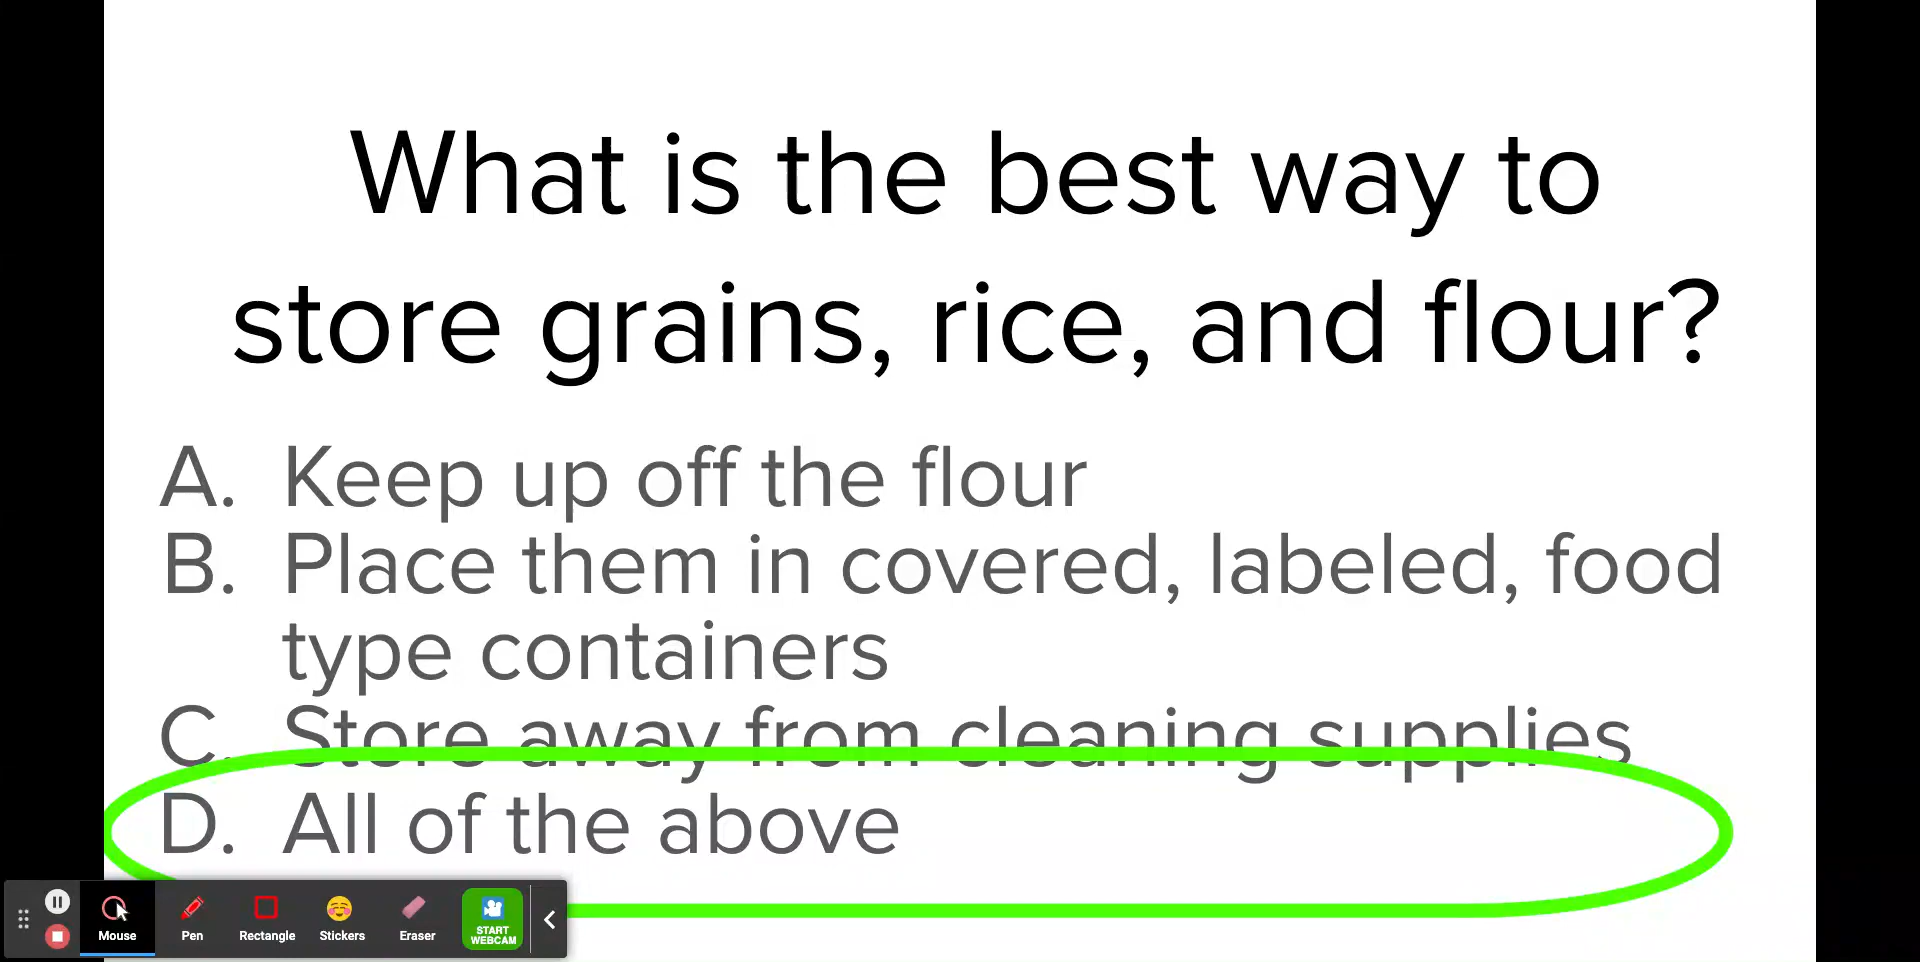 What is the best way to
store grains, rice, and flour?
A. Keep up off the flour
B. Place them in covered, labeled, food
type containers
C. Store away from cleaning supplies
D. All of the above
Mouse
Pen
Rectangle
Stickers
Eraser
START
WEBCAM